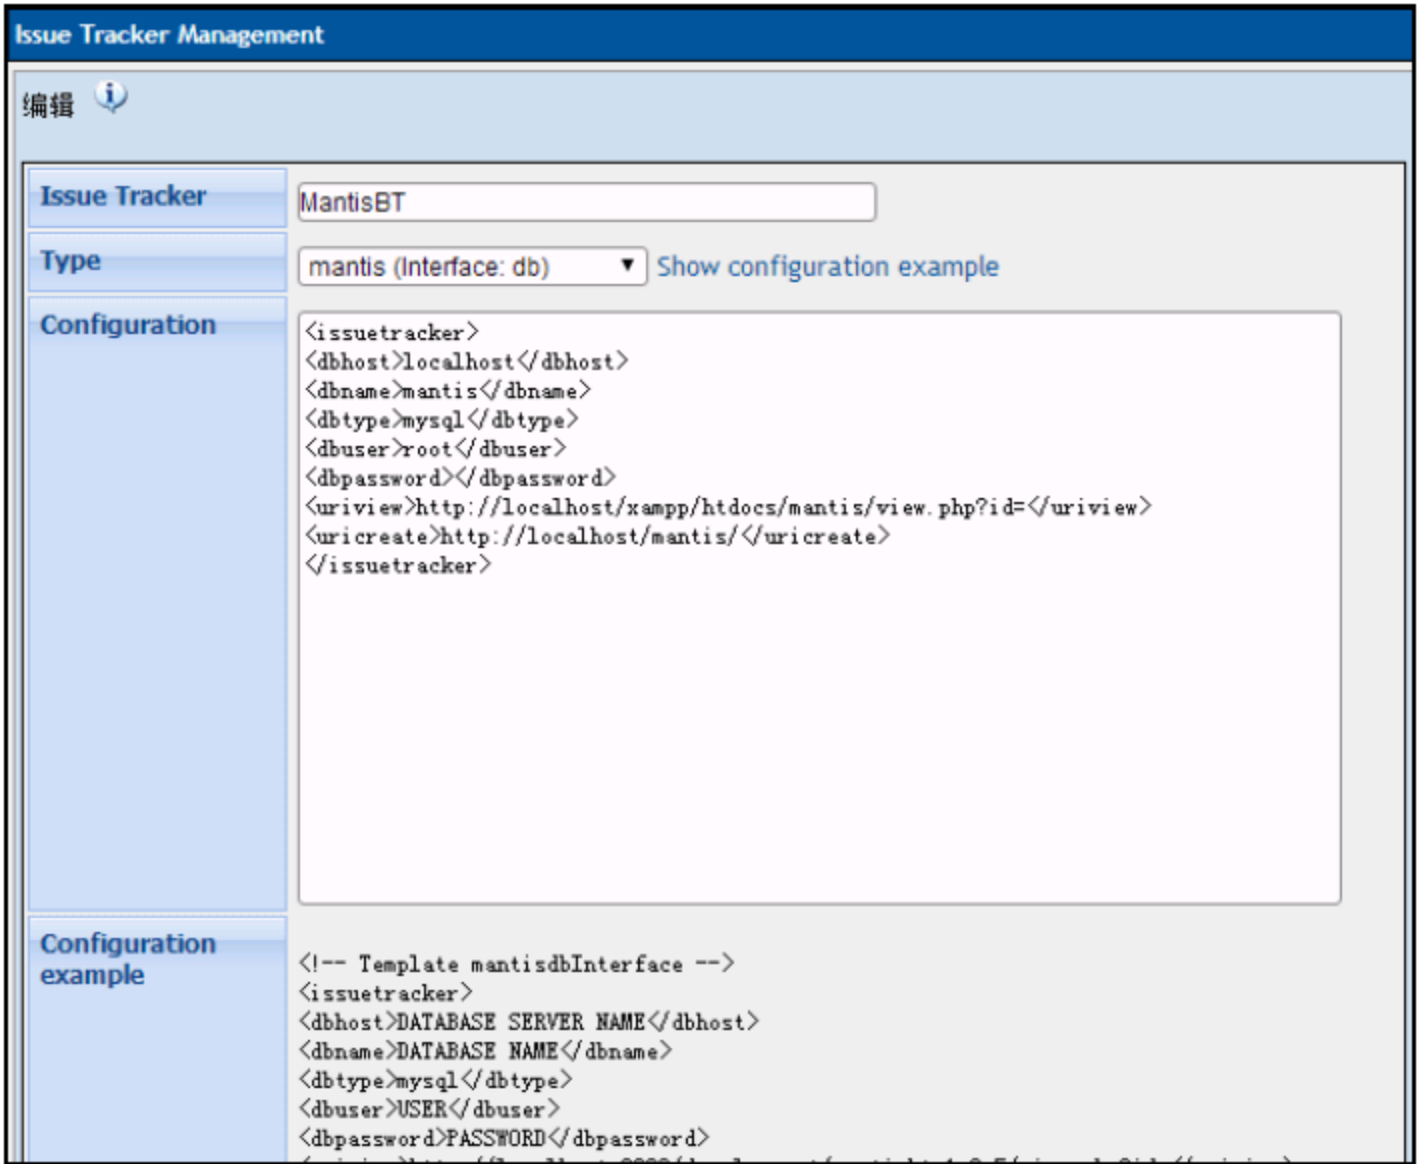 Issue Tracker Management
编辑
Issue Tracker
MantisBT
Type
mantis (Interface: db)
Show configuration example
Configuration
<issuetracker>
<dbhost>localhost</dbhost>
<dbname>mantis</dbname>
<dbtype>mysql</dbtype>
<dbuser>root</dbuser>
<dbpassword></dbpassword>
<uriview>http://localhost/xampp/htdocs/mantis/view.php?id=</uriview>
<uricreate>http://localhost/mantis/</uricreate>
</issuetracker>
Configuration
example
<!-- Template mantisdbInterface -->
<issuetracker>
<dbhost>DATABASE SERVER NAME</dbhost>
<dbname>DATABASE NAME</dbname>
<dbtype>mysql</dbtype>
<dbuser>USER</dbuser>
<dbpassword>PASSWORD</dbpassword>